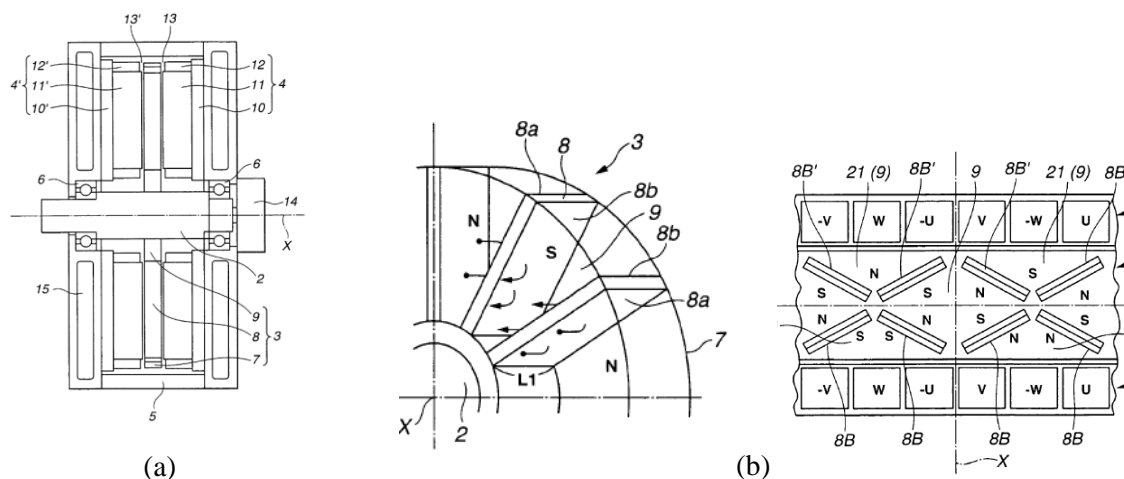 13' 13
12' 12
4' 11' 11 4
10' 10
6 6
14
X
2
15
9
8 3
7
5
(a)
8a 8 3
8b
N 9
S 8b
8a
7
L1 N
X 2
8B' 21 (9) 8B' 9 8B' 21 (9) 8B'
-V W -U V -W U
N S
S S N N
N N S S
S S N N
-V W -U V -W U
8B 8B 8B 8B
X
(b)